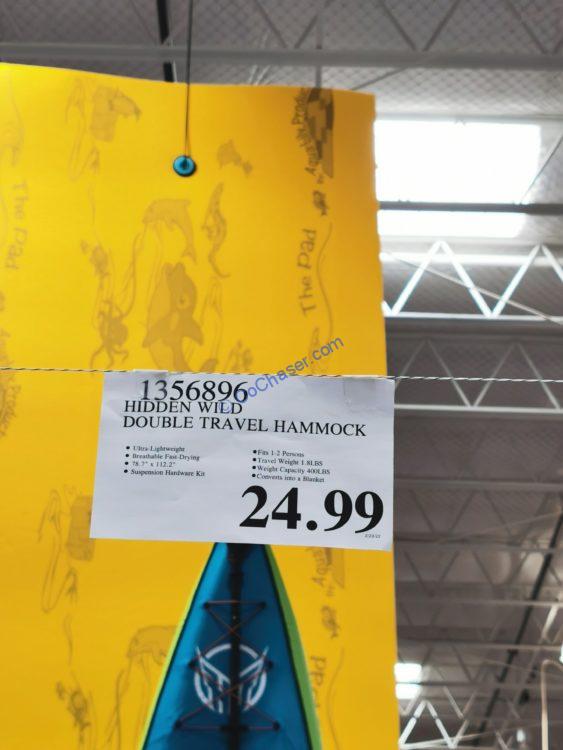 The Pad
The Pad
1356896
CoChaser.com
HIDDEN WILD
DOUBLE TRAVEL HAMMOCK
• Ultra-Lightweight
• Breathable Fast-Drying
• 78.7" x 112.2"
• Suspension Hardware Kit
• Fits 1-2 Persons
• Travel Weight 1.8LBS
• Weight Capacity 400LBS
• Converts into a Blanket
24.99